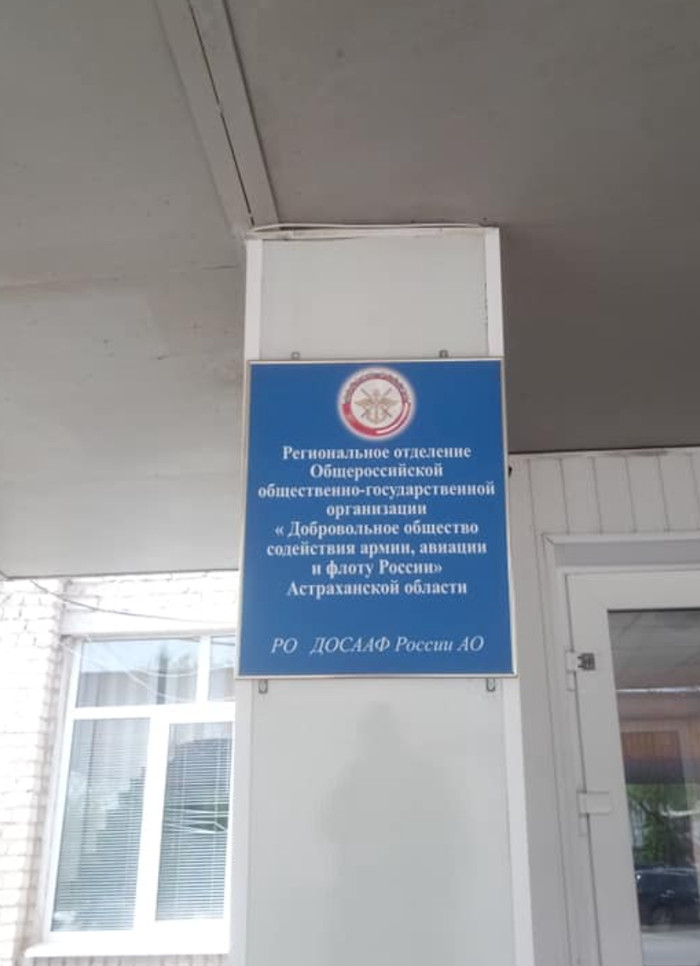 Региональное отделение
Общероссийской
общественно-государственной
организации
« Добровольное общество
содействия армии, авиации
и флоту России»
Астраханской области
РО ДОСААФ России АО